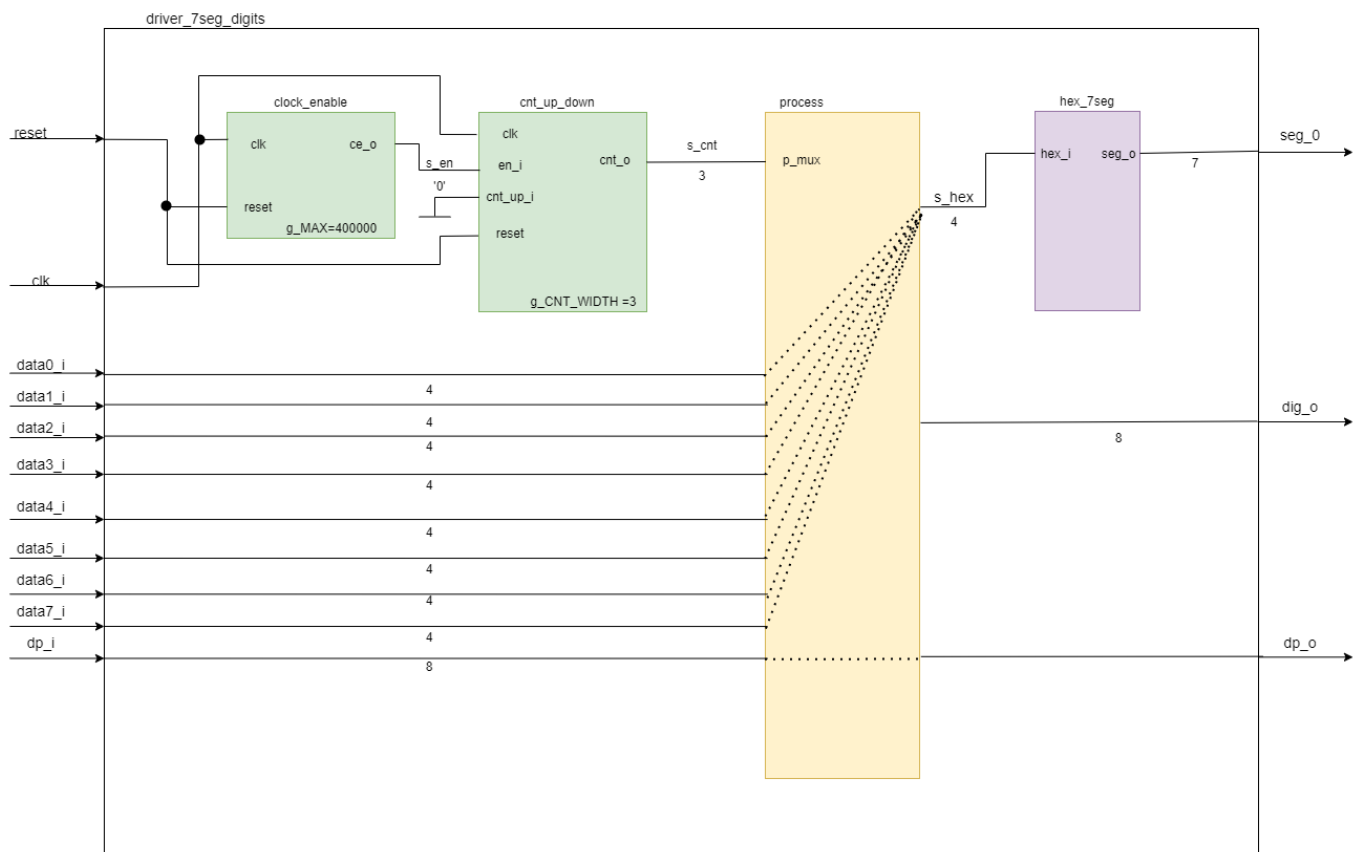 driver_7seg_digits
clock_enable
cnt_up_down
process
hex_7seg
reset
clk
ce_o
reset
g_MAX=400000
s_en
'0'
clk
en_i
cnt_up_i
reset
cnt_o
g_CNT_WIDTH =3
s_cnt
3
p_mux
s_hex
4
hex_i
seg_o
7
seg_0
clk
data0_i
4
data1_i
4
data2_i
4
data3_i
4
data4_i
4
data5_i
4
data6_i
4
data7_i
4
dp_i
8
dig_o
8
dp_o